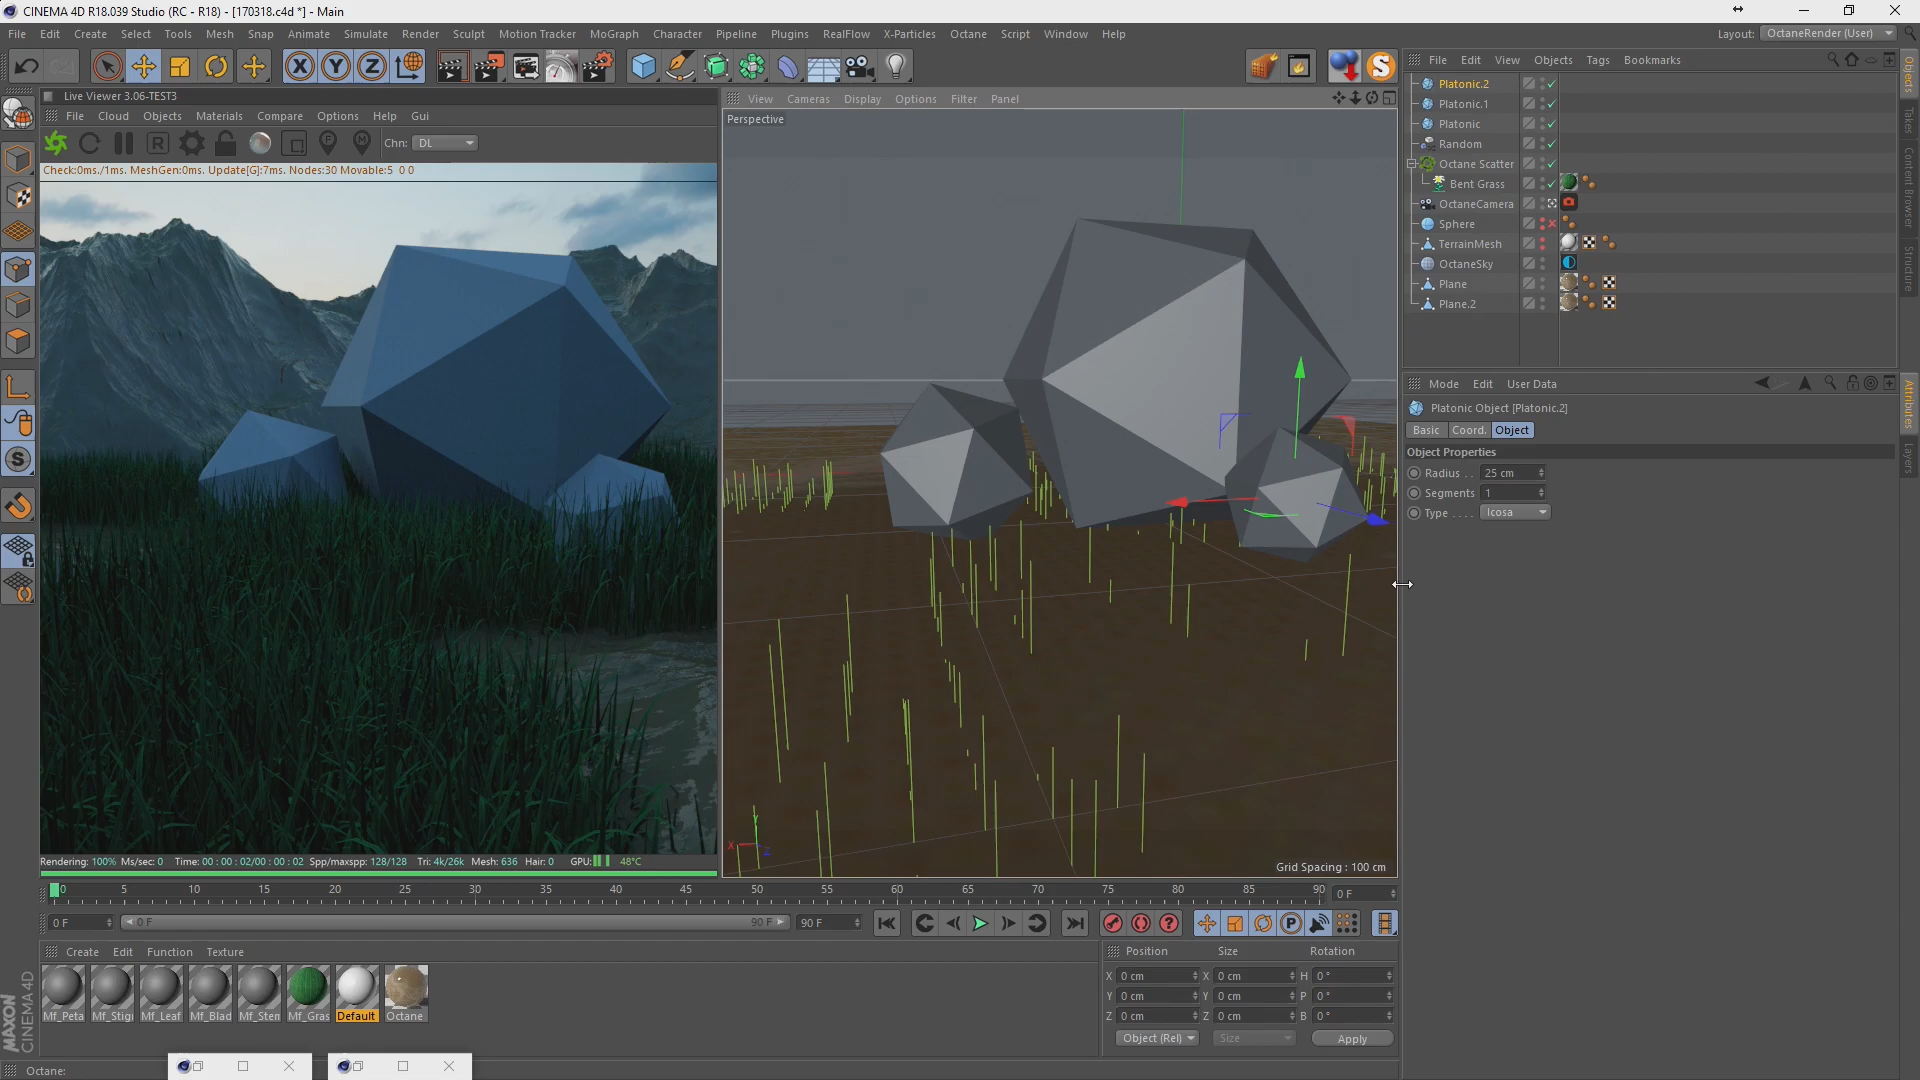 CINEMA 4D R18.039 Studio (RC - R18) - [170318.c4d *] - Main
File Edit Create Select Tools Mesh Snap Animate Simulate Render Sculpt Motion Tracker MoGraph Character Pipeline Plugins RealFlow X-Particles Octane Script Window Help
Layout: OctaneRender (User)
Live Viewer 3.06-TEST3
File Cloud Objects Materials Compare Options Help Gui
Chn: DL
Check:0ms./1ms. MeshGen:0ms. Update[G]:7ms. Nodes:30 Movable:5 0 0
Rendering: 100% Ms/sec: 0 Time: 00 : 00 : 02/00 : 00 : 02 Spp/maxspp: 128/128 Tri: 4k/26k Mesh: 636 Hair: 0 GPU: 48°C
View Cameras Display Options Filter Panel
Perspective
Y
X
Z
Grid Spacing : 100 cm
File Edit View Objects Tags Bookmarks
Platonic.2
Platonic.1
Platonic
Random
Octane Scatter
Bent Grass
OctaneCamera
Sphere
TerrainMesh
OctaneSky
Plane
Plane.2
Objects
Takes
Content Browser
Structure
Mode Edit User Data
Platonic Object [Platonic.2]
Basic Coord. Object
Object Properties
Radius . . 25 cm
Segments 1
Type . . . . Icosa
Attributes
Layers
0 5 10 15 20 25 30 35 40 45 50 55 60 65 70 75 80 85 90 0 F
0 F 0 F 90 F 90 F
Create Edit Function Texture
Mf_Peta Mf_Stig Mf_Leaf Mf_Blad Mf_Sten Mf_Gras Default Octane
Position Size Rotation
X 0 cm X 0 cm H 0 °
Y 0 cm Y 0 cm P 0 °
Z 0 cm Z 0 cm B 0 °
Object (Rel) Size Apply
MAXON
CINEMA 4D
Octane: